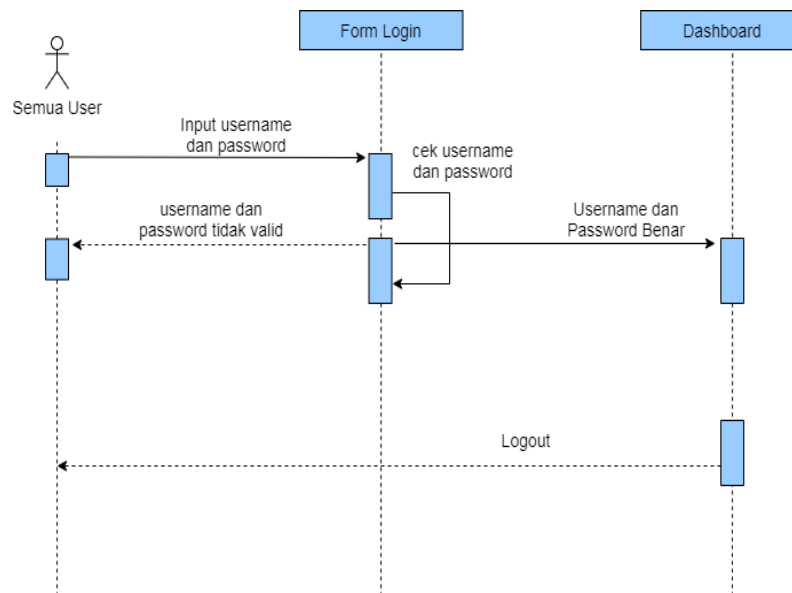 Form Login
Dashboard
Semua User
Input username
dan password
cek username
dan password
username dan
password tidak valid
Username dan
Password Benar
Logout